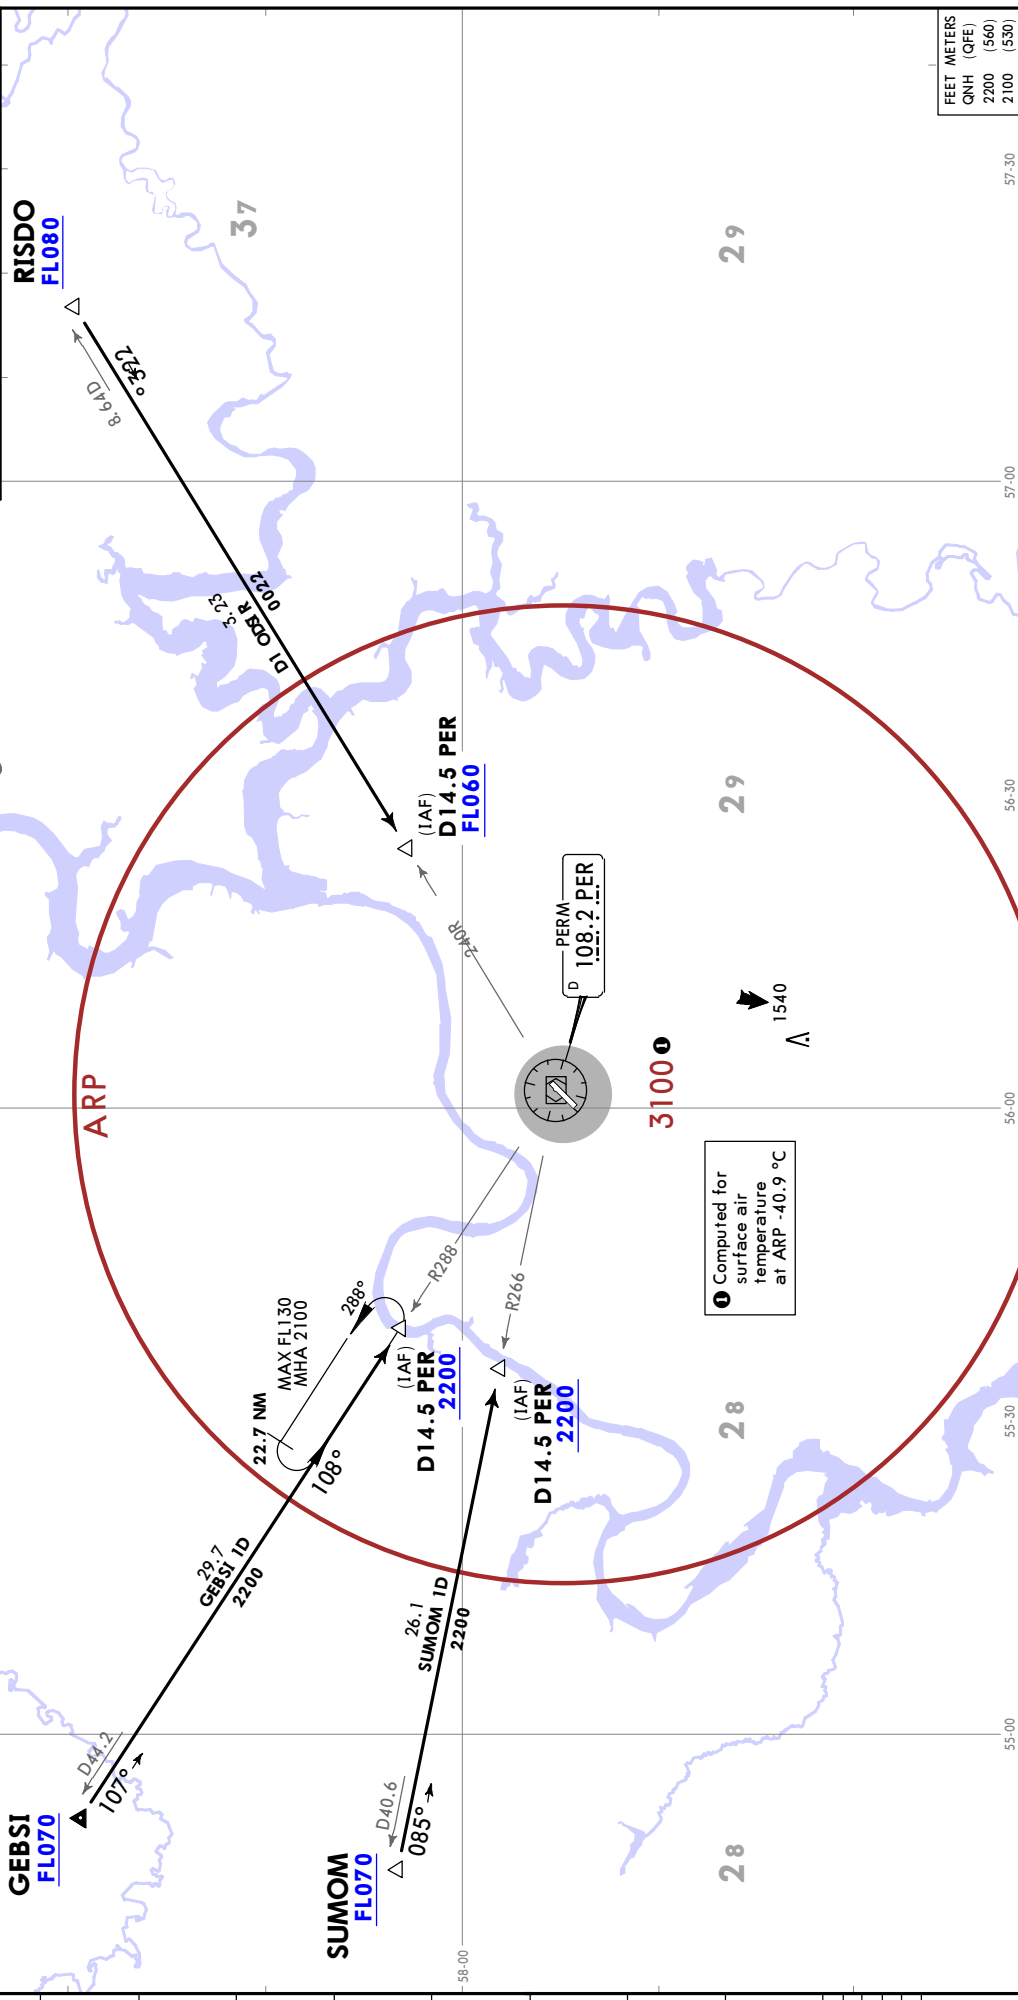 GEBSI
FL070
D44.2
107°
29.7
GEBSI 1D
2200
22.7 NM
MAX FL130
MHA 2100
288°
108°
(IAF)
D14.5 PER
2200
R288
SUMOM
FL070
D40.6
085°
26.1
SUMOM 1D
2200
(IAF)
D14.5 PER
2200
R266
RISDO
FL080
8.64D
3,23
0022
(IAF)
D14.5 PER
FL060
240R
ARP
PERM
D
108.2 PER
3100 ❶
1540
❶ Computed for
surface air
temperature
at ARP -40.9 °C
37
29
29
28
28
58-00
55-00
55-30
56-00
56-30
57-00
57-30
FEET METERS
QNH (QFE)
2200 (560)
2100 (530)